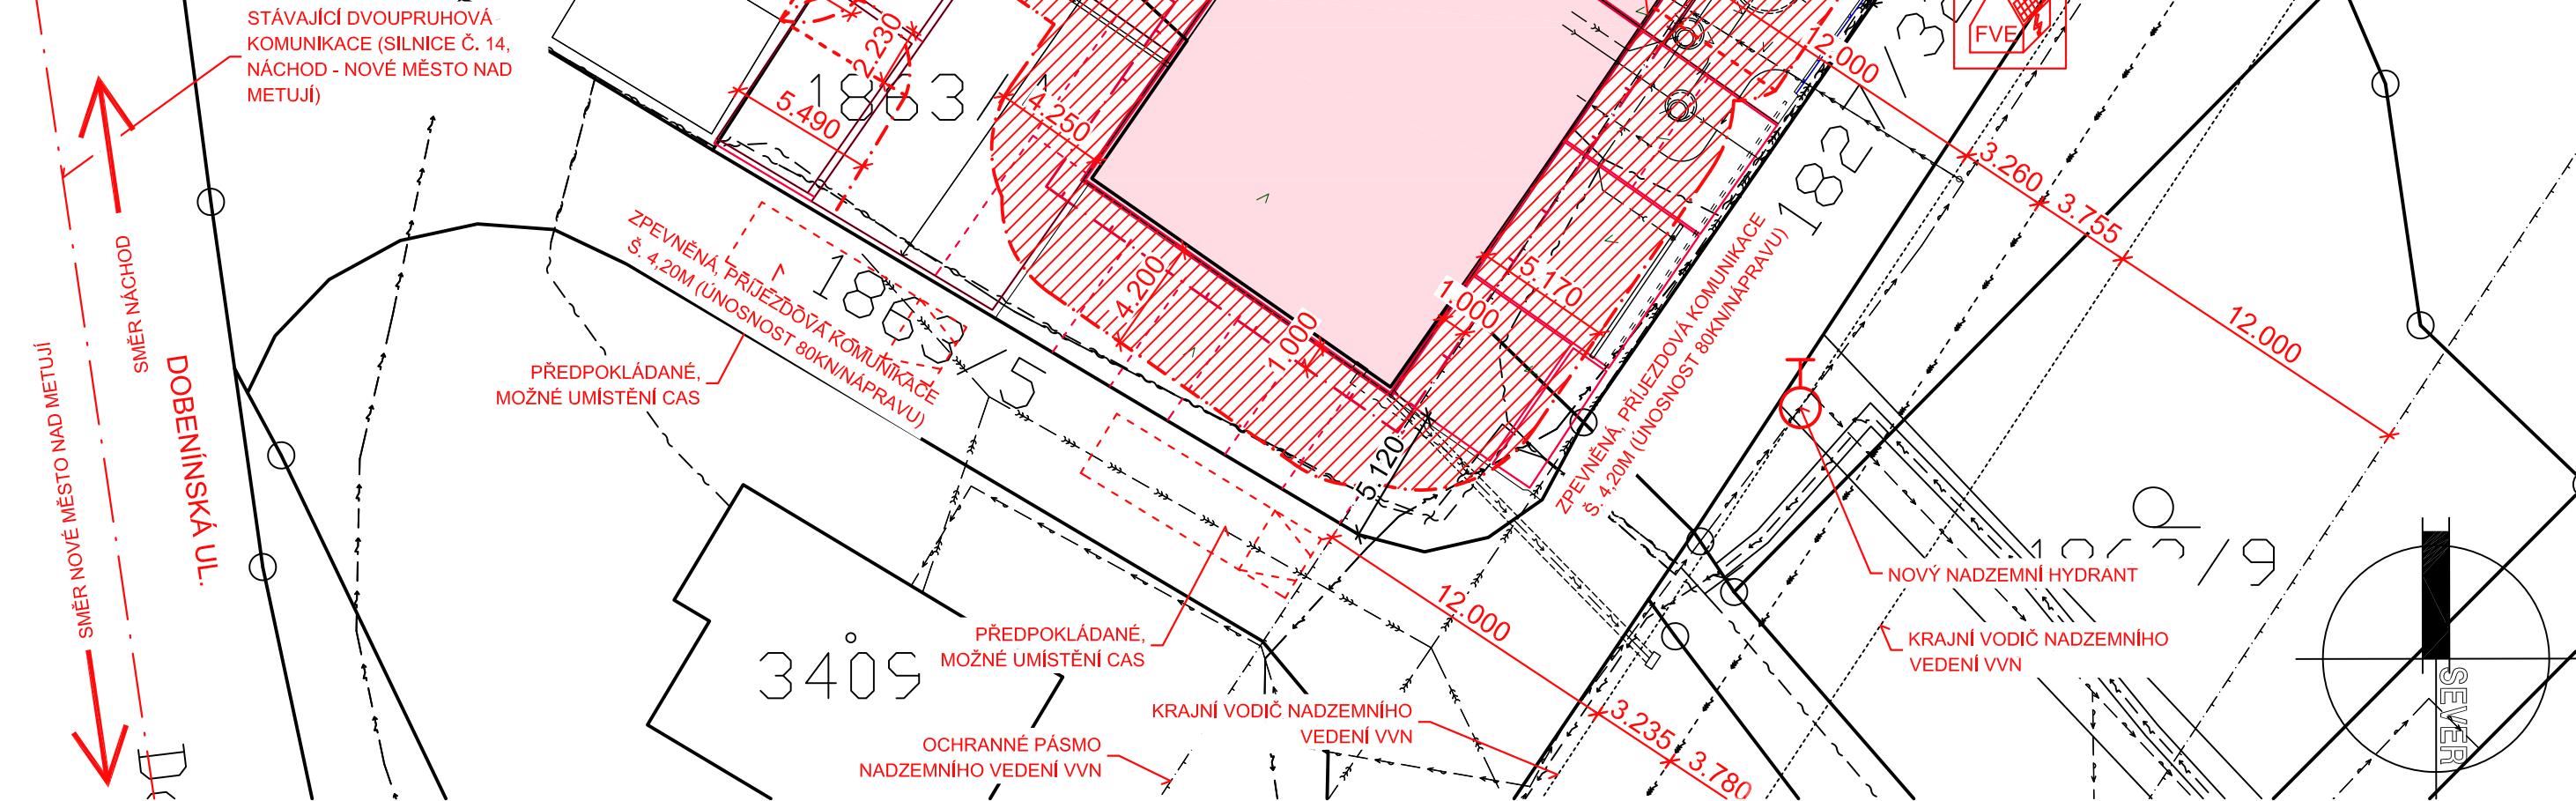 STÁVAJÍCÍ DVOUPRUHOVÁ
KOMUNIKACE (SILNICE Č. 14,
NÁCHOD - NOVÉ MĚSTO NAD
METUJÍ)
SMĚR NÁCHOD
SMĚR NOVÉ MĚSTO NAD METUJÍ
DOBENÍNSKÁ UL.
2.230
5.490
4.250
12.000
FVE
3.260
3.755
12.000
ZPEVNĚNÁ, PŘÍJEZDOVÁ KOMUNIKACE
Š. 4,20M (ÚNOSNOST 80KN/NÁPRAVU)
1863/5
4.200
1.000
1.000
5.170
5.120
ZPEVNĚNÁ, PŘÍJEZDOVÁ KOMUNIKACE
Š. 4,20M (ÚNOSNOST 80KN/NÁPRAVU)
PŘEDPOKLÁDANÉ,
MOŽNÉ UMÍSTĚNÍ CAS
PŘEDPOKLÁDANÉ,
MOŽNÉ UMÍSTĚNÍ CAS
3409
12.000
3.235
3.780
NOVÝ NADZEMNÍ HYDRANT
KRAJNÍ VODIČ NADZEMNÍHO
VEDENÍ VVN
KRAJNÍ VODIČ NADZEMNÍHO
VEDENÍ VVN
OCHRANNÉ PÁSMO
NADZEMNÍHO VEDENÍ VVN
SEVER